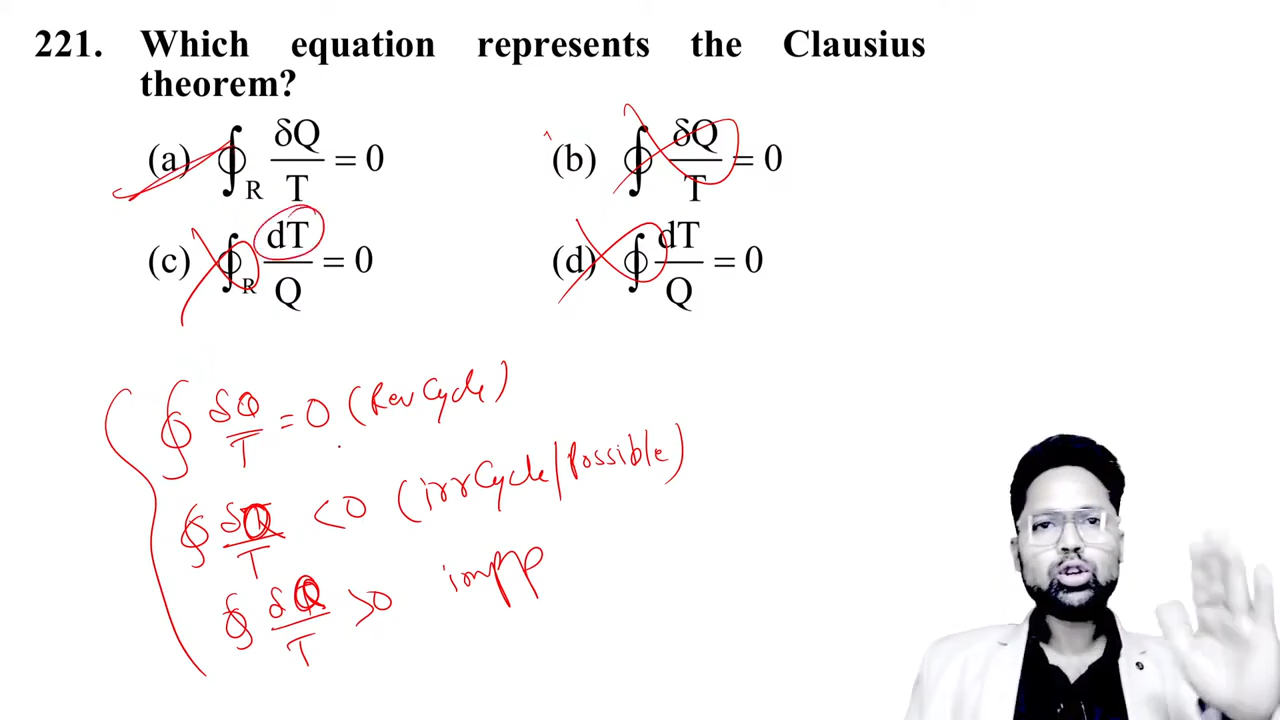 221. Which equation represents the Clausius
theorem?
(a) ∮_R δQ/T = 0 (b) ∮ δQ/T = 0
(c) ∮_R dT/Q = 0 (d) ∮ dT/Q = 0
∮ δQ/T = 0 (Rev Cycle)
∮ δQ/T < 0 (irr Cycle/Possible)
∮ δQ/T > 0